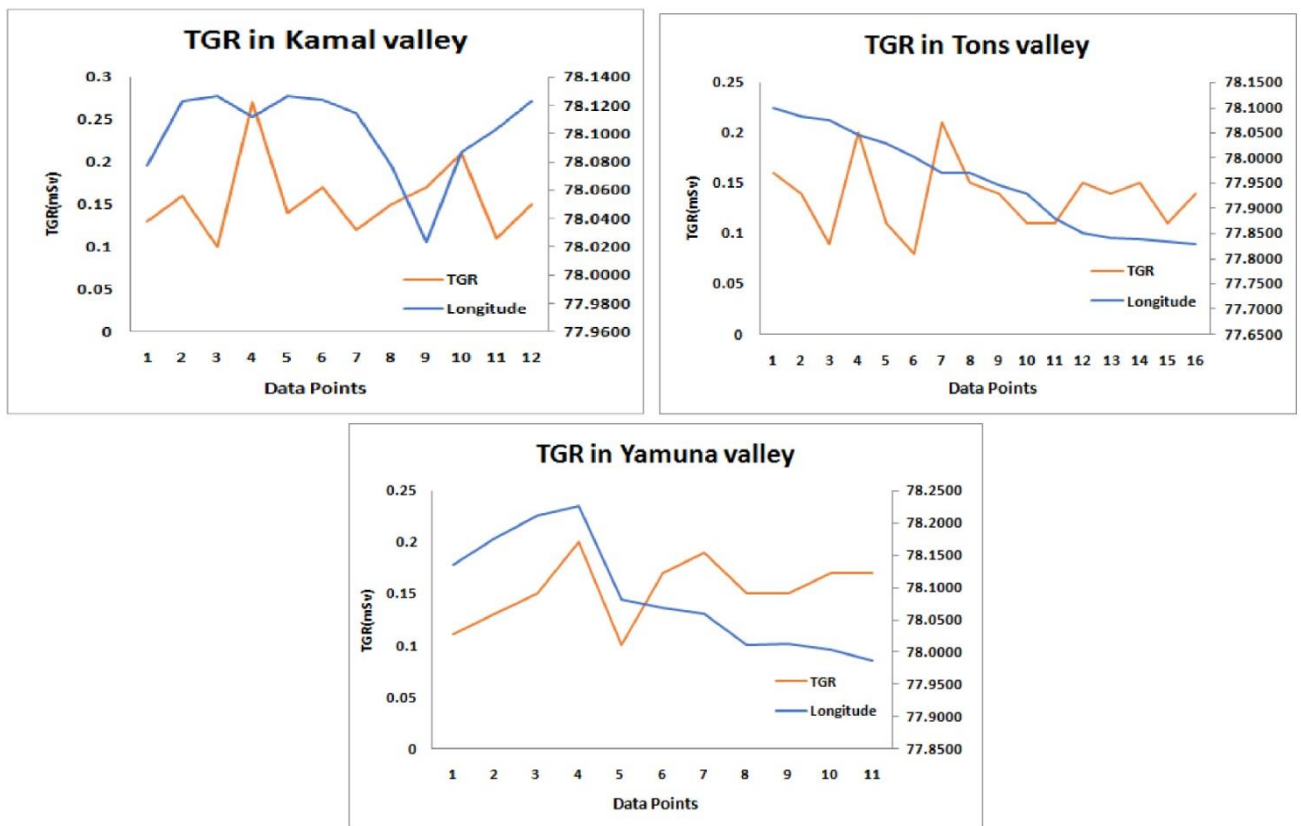 TGR in Kamal valley
TGR(mSv)
0.3
0.25
0.2
0.15
0.1
0.05
0
78.1400
78.1200
78.1000
78.0800
78.0600
78.0400
78.0200
78.0000
77.9800
77.9600
TGR
Longitude
1 2 3 4 5 6 7 8 9 10 11 12
Data Points
TGR in Tons valley
TGR(mSv)
0.25
0.2
0.15
0.1
0.05
0
78.1500
78.1000
78.0500
78.0000
77.9500
77.9000
77.8500
77.8000
77.7500
77.7000
77.6500
TGR
Longitude
1 2 3 4 5 6 7 8 9 10 11 12 13 14 15 16
Data Points
TGR in Yamuna valley
TGR(mSv)
0.25
0.2
0.15
0.1
0.05
0
78.2500
78.2000
78.1500
78.1000
78.0500
78.0000
77.9500
77.9000
77.8500
TGR
Longitude
1 2 3 4 5 6 7 8 9 10 11
Data Points